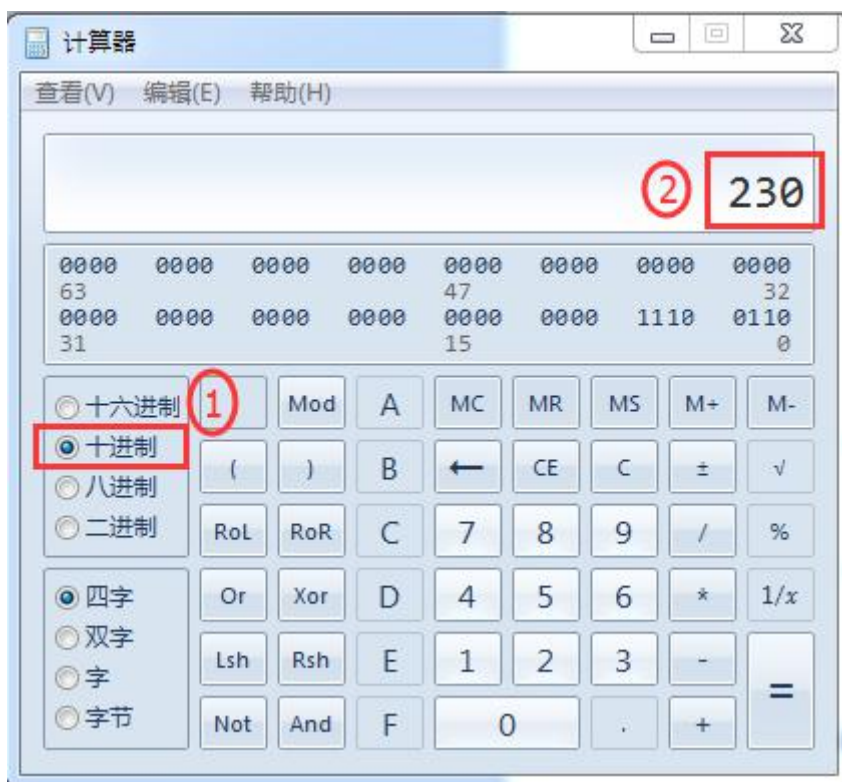 计算器
查看(V) 编辑(E) 帮助(H)
② 230
0000 0000 0000 0000 0000 0000 0000 0000
63 47 32
0000 0000 0000 0000 0000 0000 1110 0110
31 15 0
十六进制 ① Mod A MC MR MS M+ M-
十进制
( ) B ← CE C ± √
八进制
二进制 RoL RoR C 7 8 9 / %
四字 Or Xor D 4 5 6 * 1/x
双字
字 Lsh Rsh E 1 2 3 - =
字节 Not And F 0 . +